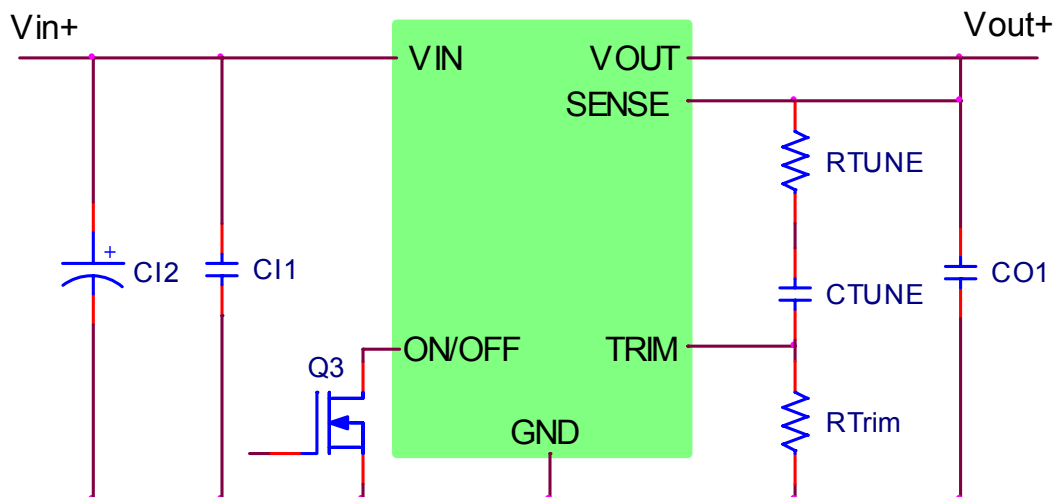 Vin+
Vout+
VIN
VOUT
SENSE
RTUNE
+
CI2
CI1
CTUNE
CO1
ON/OFF
TRIM
Q3
RTrim
GND